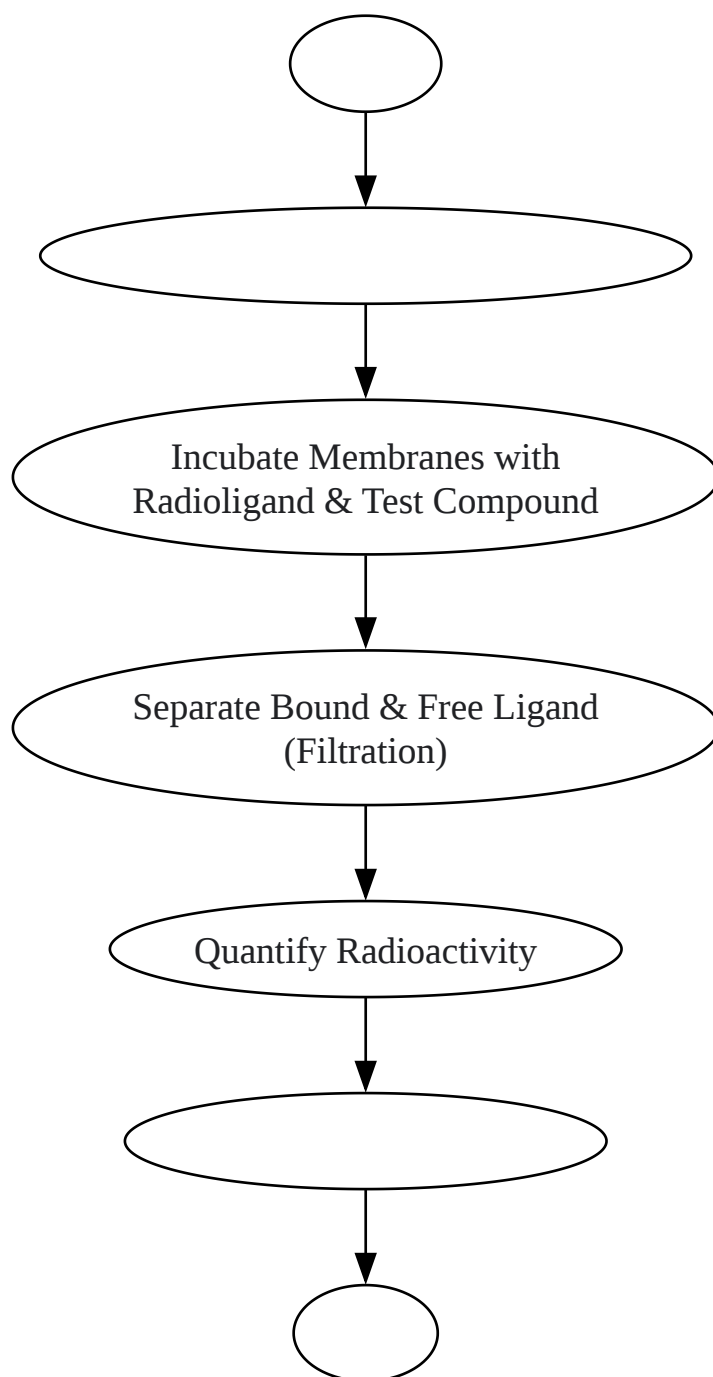 Incubate Membranes with
Radioligand & Test Compound
Separate Bound & Free Ligand
(Filtration)
Quantify Radioactivity